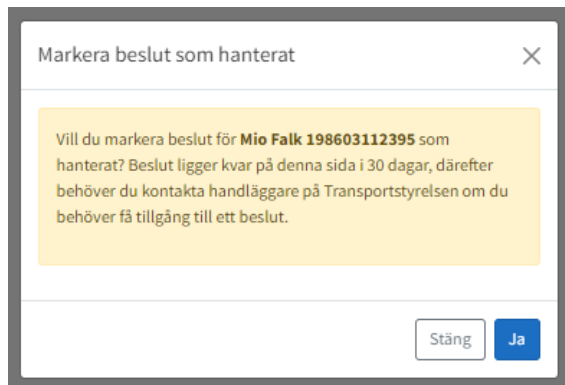 Markera beslut som hanterat
Vill du markera beslut för Mio Falk 198603112395 som
hanterat? Beslut ligger kvar på denna sida i 30 dagar, därefter
behöver du kontakta handläggare på Transportstyrelsen om du
behöver få tillgång till ett beslut.
Stäng Ja